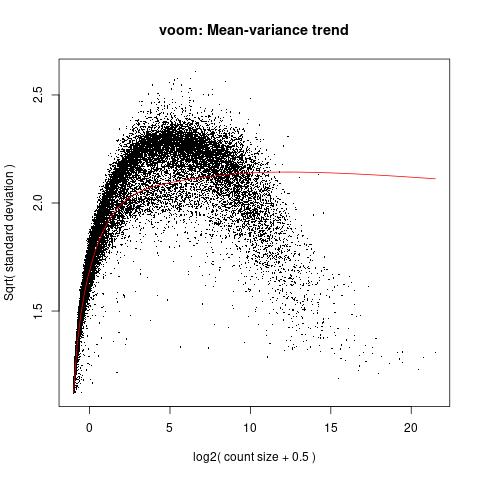 voom: Mean-variance trend
Sqrt( standard deviation )
2.5
2.0
1.5
0 5 10 15 20
log2( count size + 0.5 )